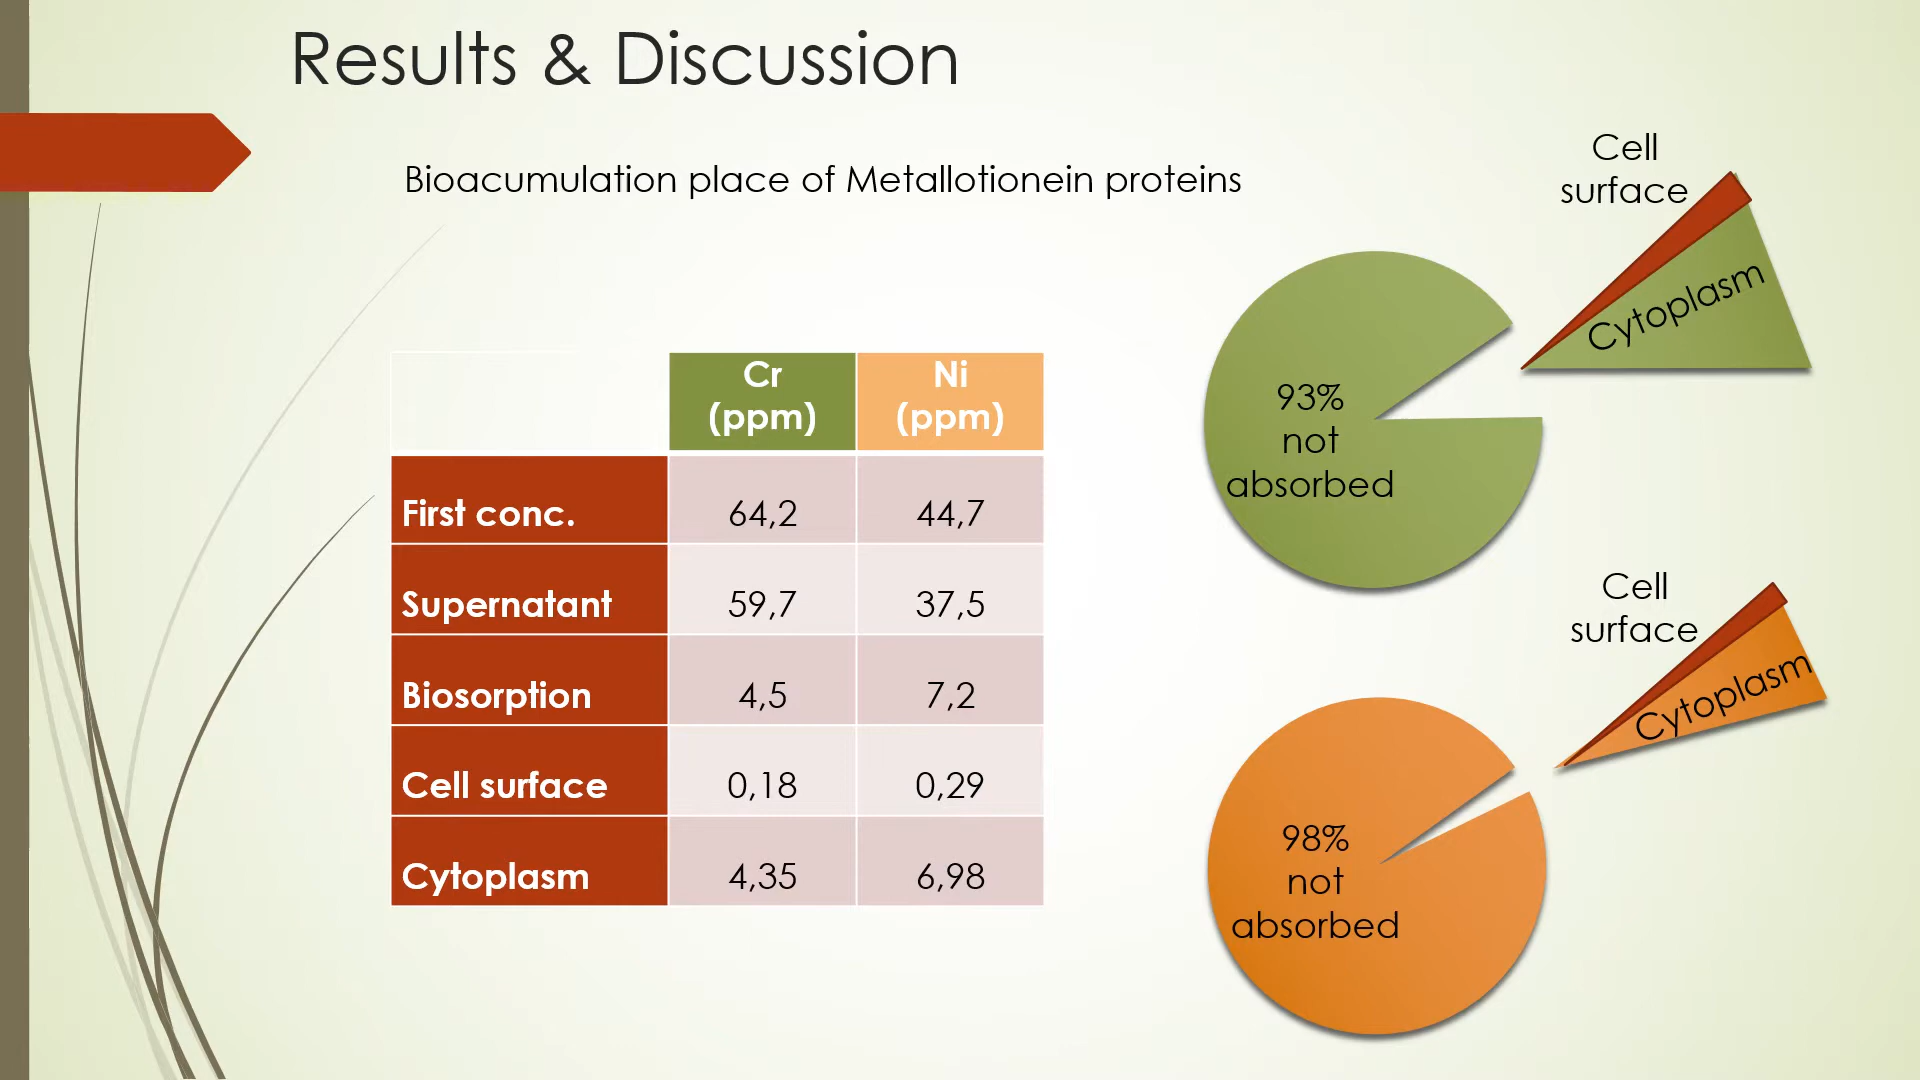 Results & Discussion
Bioacumulation place of Metallotionein proteins
Cr
(ppm)
Ni
(ppm)
First conc. 64,2 44,7
Supernatant 59,7 37,5
Biosorption 4,5 7,2
Cell surface 0,18 0,29
Cytoplasm 4,35 6,98
Cell
surface
Cytoplasm
93%
not
absorbed
Cell
surface
Cytoplasm
98%
not
absorbed